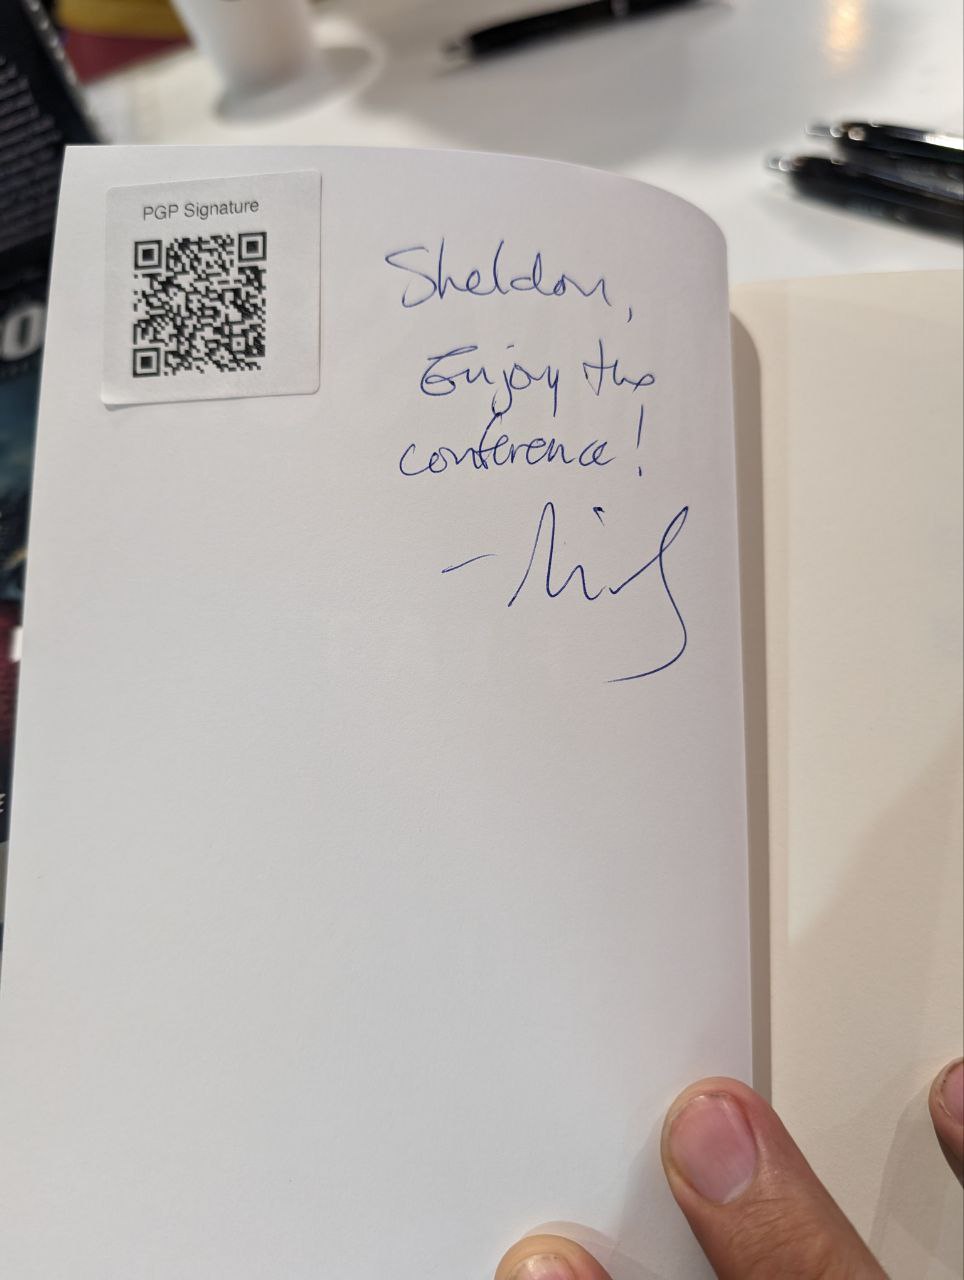 PGP Signature
Sheldon,
Enjoy the
conference!